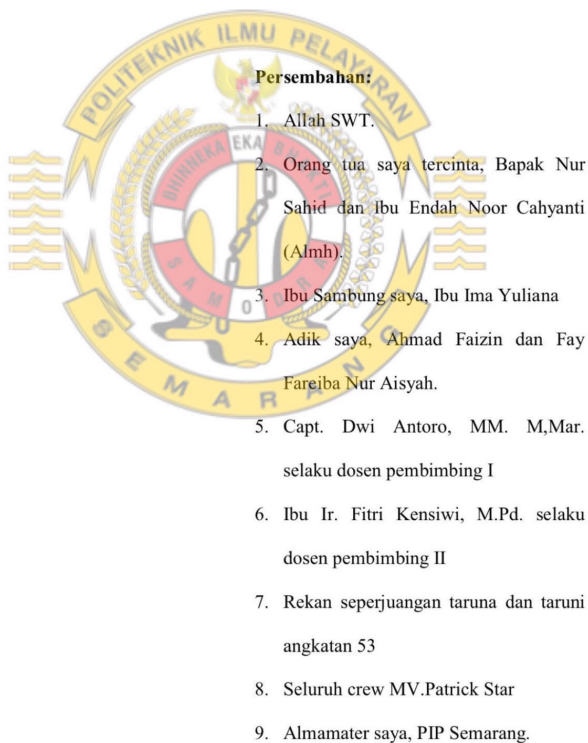 POLITEKNIK ILMU PELAYARAN
BHINNEKA EKA BHAKTI
SAMODRA
SEMARANG
Persembahan:
1. Allah SWT.
2. Orang tua saya tercinta, Bapak Nur
Sahid dan Ibu Endah Noor Cahyanti
(Almh).
3. Ibu Sambung saya, Ibu Ima Yuliana
4. Adik saya, Ahmad Faizin dan Fay
Fareiba Nur Aisyah.
5. Capt. Dwi Antoro, MM. M,Mar.
selaku dosen pembimbing I
6. Ibu Ir. Fitri Kensiwi, M.Pd. selaku
dosen pembimbing II
7. Rekan seperjuangan taruna dan taruni
angkatan 53
8. Seluruh crew MV.Patrick Star
9. Almamater saya, PIP Semarang.